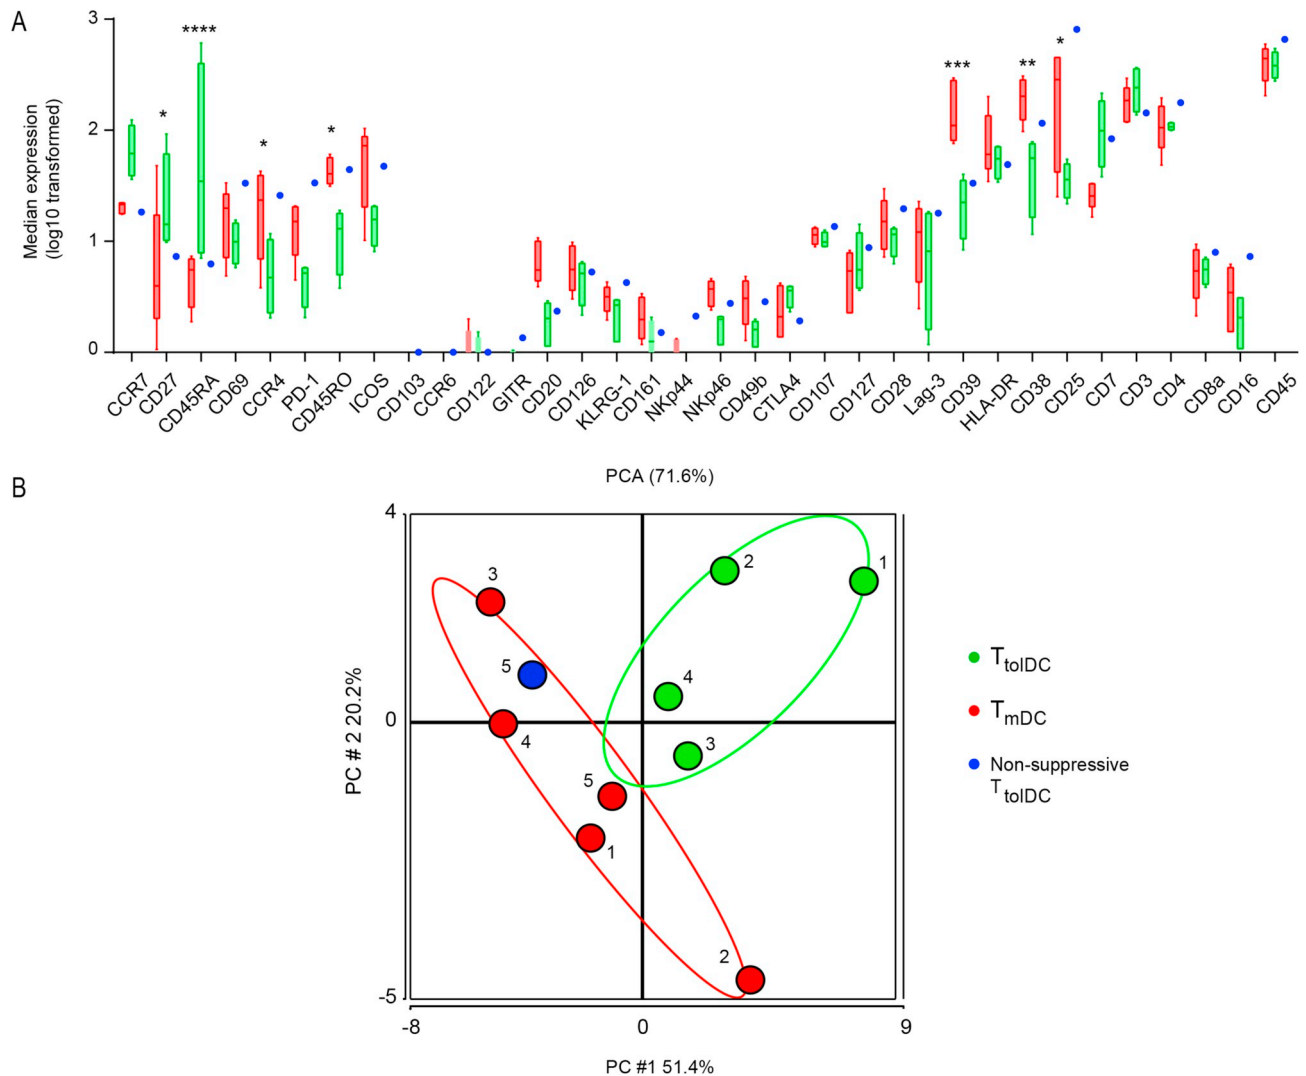 A
Median expression
(log10 transformed)
3
2
1
0
*
****
*
*
***
**
*
CCR7
CD27
CD45RA
CD69
CCR4
PD-1
CD45RO
ICOS
CD103
CCR6
CD122
GITR
CD20
CD126
KLRG-1
CD161
NKp44
NKp46
CD49b
CTLA4
CD107
CD127
CD28
Lag-3
CD39
HLA-DR
CD38
CD25
CD7
CD3
CD4
CD8a
CD16
CD45
B
PCA (71.6%)
PC # 2 20.2%
4
0
-5
3
5
4
5
1
2
2
1
4
3
-8
0
9
PC #1 51.4%
TtolDC
TmDC
Non-suppressive
TtolDC